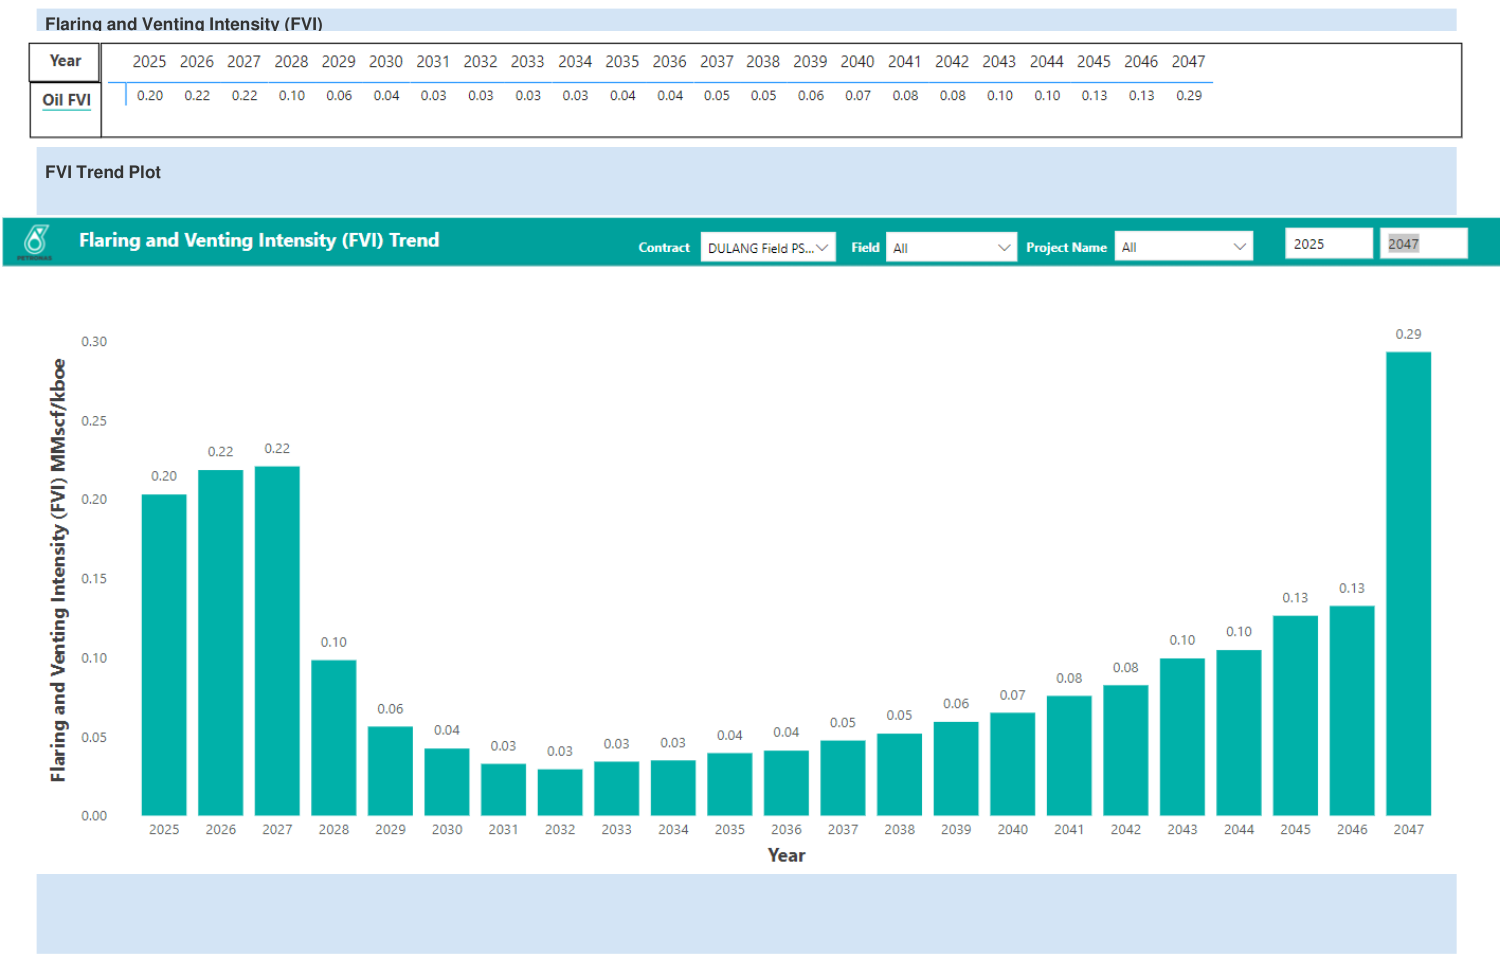 Flaring and Venting Intensity (FVI)
Year 2025 2026 2027 2028 2029 2030 2031 2032 2033 2034 2035 2036 2037 2038 2039 2040 2041 2042 2043 2044 2045 2046 2047
Oil FVI 0.20 0.22 0.22 0.10 0.06 0.04 0.03 0.03 0.03 0.03 0.04 0.04 0.05 0.05 0.06 0.07 0.08 0.08 0.10 0.10 0.13 0.13 0.29
FVI Trend Plot
PETRONAS
Flaring and Venting Intensity (FVI) Trend
Contract DULANG Field PS... Field All Project Name All 2025 2047
Flaring and Venting Intensity (FVI) MMscf/kboe
0.30
0.25
0.20
0.15
0.10
0.05
0.00
0.20 0.22 0.22 0.10 0.06 0.04 0.03 0.03 0.03 0.03 0.04 0.04 0.05 0.05 0.06 0.07 0.08 0.08 0.10 0.10 0.13 0.13 0.29
2025 2026 2027 2028 2029 2030 2031 2032 2033 2034 2035 2036 2037 2038 2039 2040 2041 2042 2043 2044 2045 2046 2047
Year